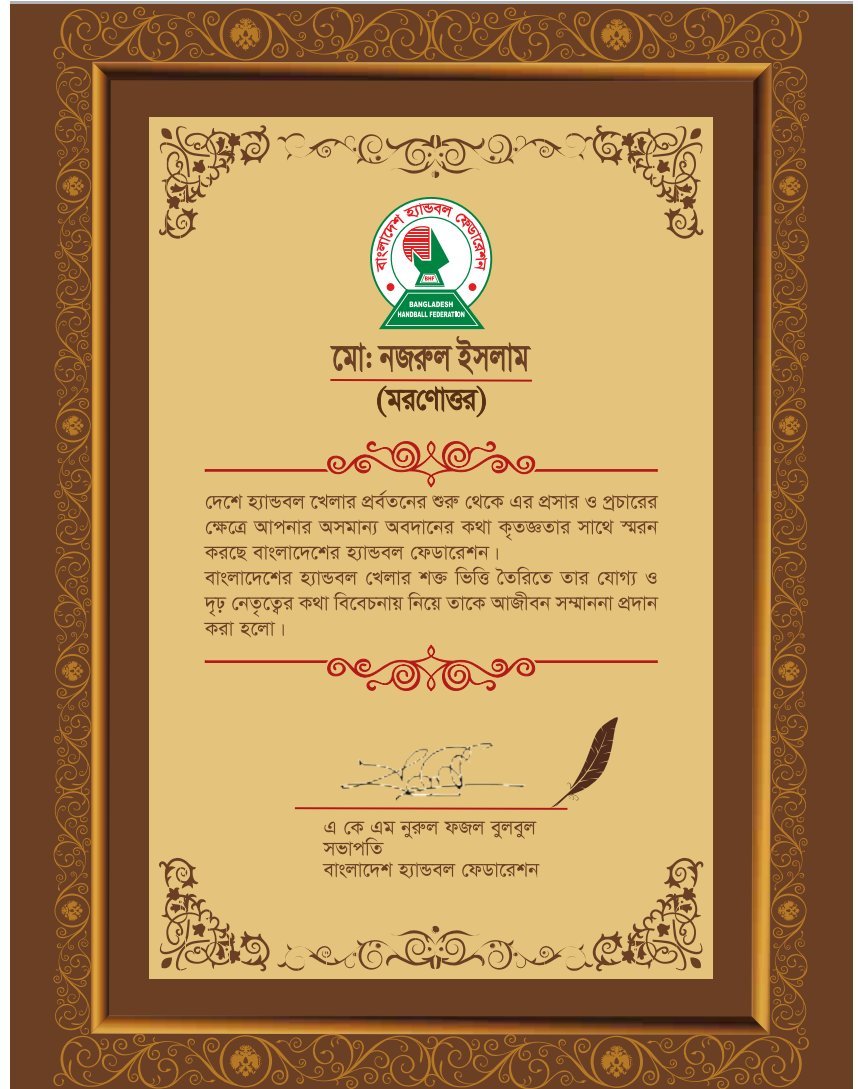 বাংলাদেশ হ্যান্ডবল ফেডারেশন
BHF
BANGLADESH
HANDBALL FEDERATION
মো: নজরুল ইসলাম
(মরণোত্তর)
দেশে হ্যান্ডবল খেলার প্রর্বতনের শুরু থেকে এর প্রসার ও প্রচারের
ক্ষেত্রে আপনার অসমান্য অবদানের কথা কৃতজ্ঞতার সাথে স্মরন
করছে বাংলাদেশের হ্যান্ডবল ফেডারেশন।
বাংলাদেশের হ্যান্ডবল খেলার শক্ত ভিত্তি তৈরিতে তার যোগ্য ও
দৃঢ় নেতৃত্বের কথা বিবেচনায় নিয়ে তাকে আজীবন সম্মাননা প্রদান
করা হলো।
এ কে এম নুরুল ফজল বুলবুল
সভাপতি
বাংলাদেশ হ্যান্ডবল ফেডারেশন